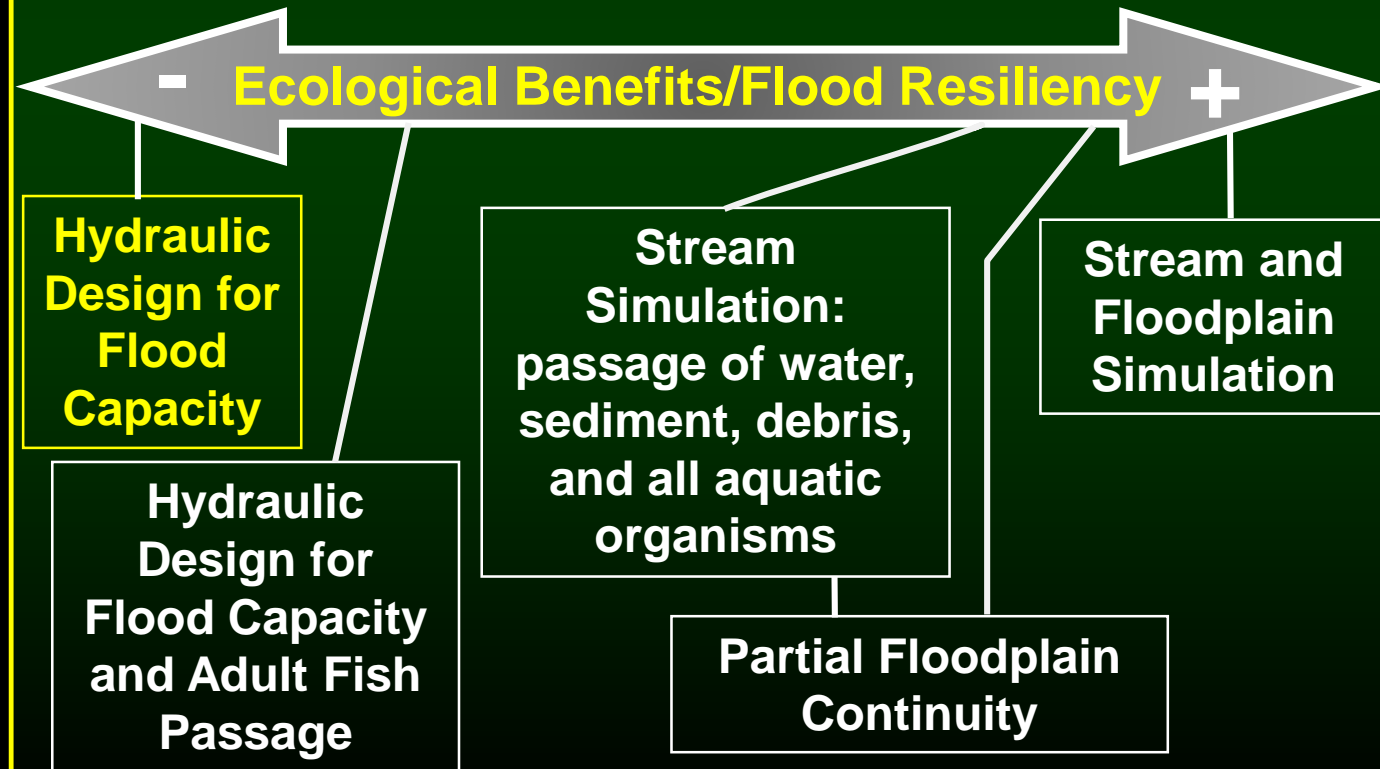 - Ecological Benefits/Flood Resiliency +
Hydraulic
Design for
Flood
Capacity
Hydraulic
Design for
Flood Capacity
and Adult Fish
Passage
Stream
Simulation:
passage of water,
sediment, debris,
and all aquatic
organisms
Partial Floodplain
Continuity
Stream and
Floodplain
Simulation